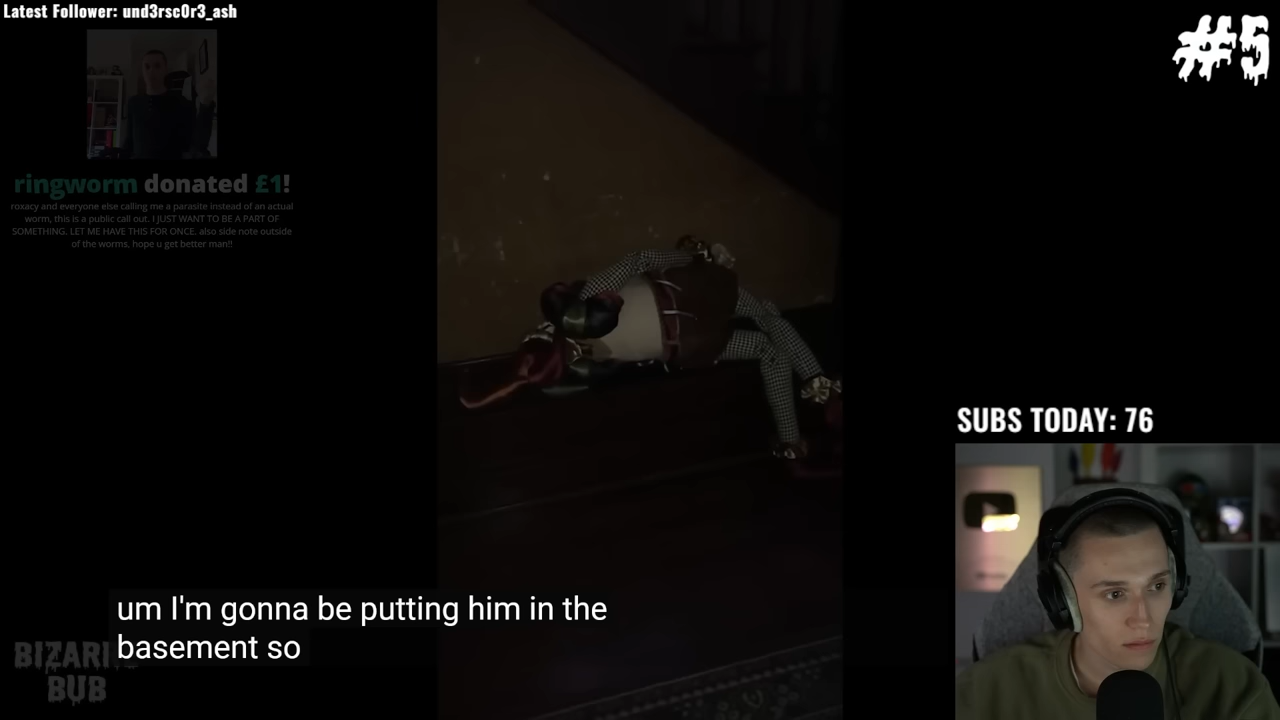 Latest Follower: und3rsc0r3_ash
#5
ringworm donated £1!
roxacy and everyone else calling me a parasite instead of an actual
worm, this is a public call out. I JUST WANT TO BE A PART OF
SOMETHING. LET ME HAVE THIS FOR ONCE. also side note outside
of the worms, hope u get better man!!
SUBS TODAY: 76
um I'm gonna be putting him in the
basement so
BIZARRE
BUB